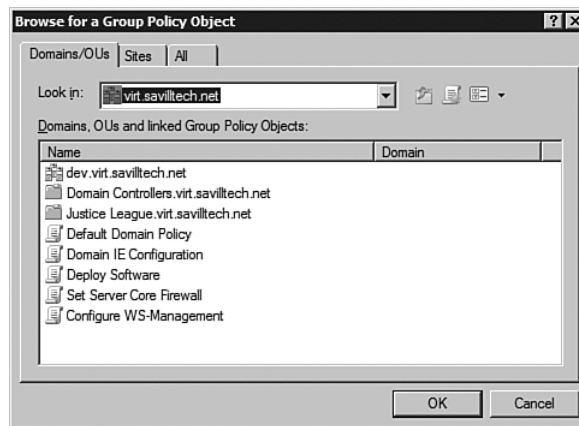 Browse for a Group Policy Object
Domains/OUs Sites All
Look in: virt.savilltech.net
Domains, OUs and linked Group Policy Objects:
Name Domain
dev.virt.savilltech.net
Domain Controllers.virt.savilltech.net
Justice League.virt.savilltech.net
Default Domain Policy
Domain IE Configuration
Deploy Software
Set Server Core Firewall
Configure WS-Management
OK Cancel